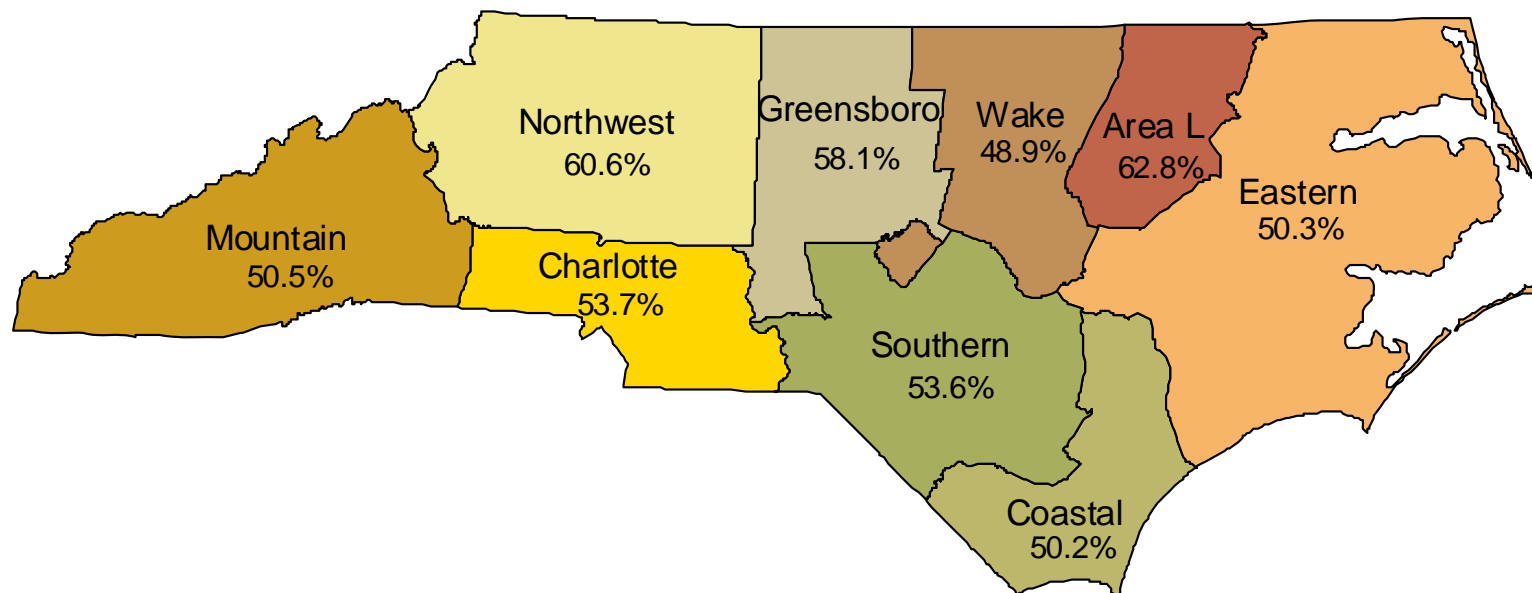 Northwest
60.6%
Greensboro
58.1%
Wake
48.9%
Area L
62.8%
Eastern
50.3%
Mountain
50.5%
Charlotte
53.7%
Southern
53.6%
Coastal
50.2%